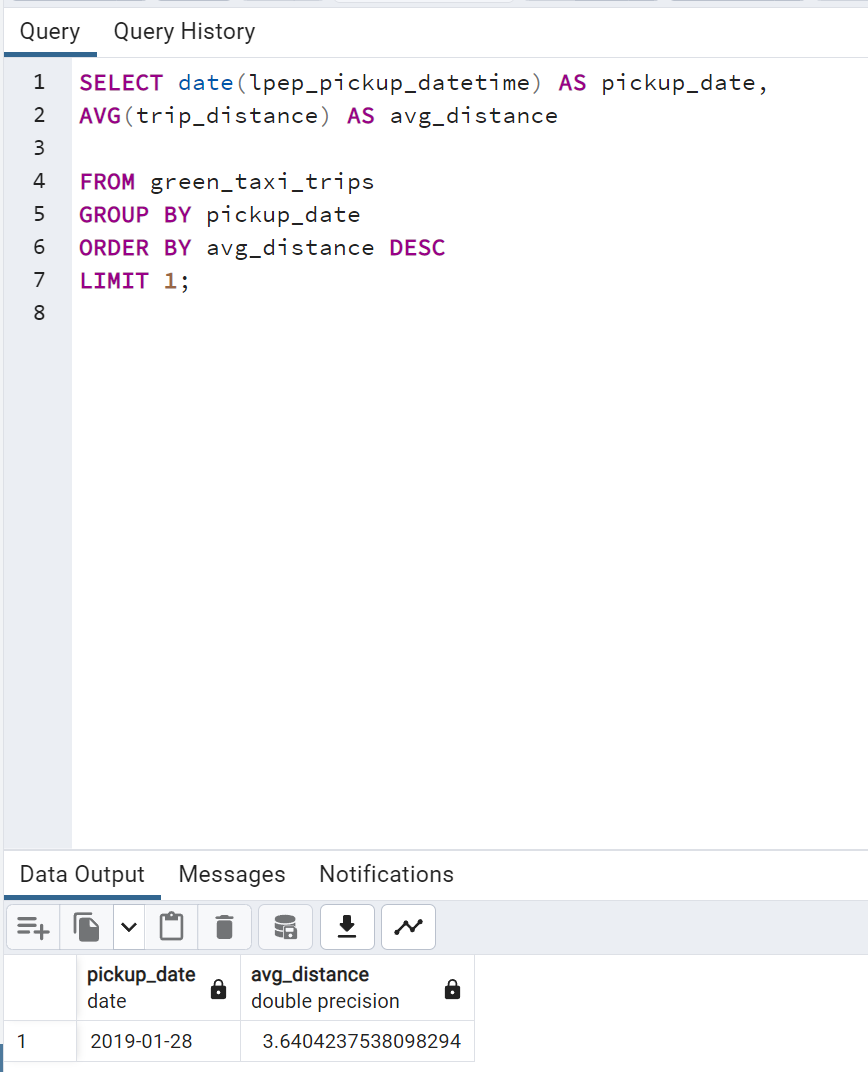 Query Query History
1 SELECT date(lpep_pickup_datetime) AS pickup_date,
2 AVG(trip_distance) AS avg_distance
3
4 FROM green_taxi_trips
5 GROUP BY pickup_date
6 ORDER BY avg_distance DESC
7 LIMIT 1;
8
Data Output Messages Notifications
pickup_date avg_distance
date double precision
1 2019-01-28 3.6404237538098294